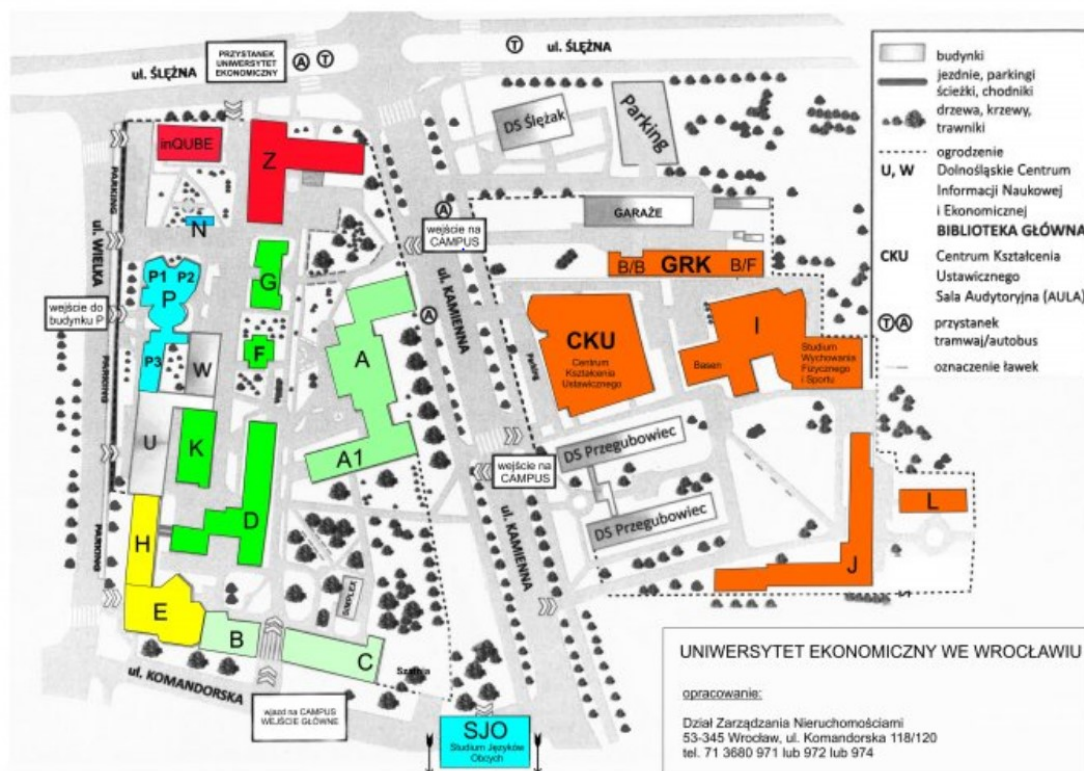 PRZYSTANEK
UNIWERSYTET
EKONOMICZNY
A T
ul. ŚLĘŻNA
T
ul. ŚLĘŻNA
inQUBE
Z
DS Ślężak
Parking
PARKING
N
GARAŻE
A
wejście na
CAMPUS
B/B GRK B/F
ul. WIELKA
P1 P2
P
P3
G
wejście do
budynku P
A
ul. KAMIENNA
F
W
A
Parking
CKU
Centrum
Kształcenia
Ustawicznego
I
Basen
Studium
Wychowania
Fizycznego
i Sportu
PARKING
U
K
A1
DS Przegubowiec
wejście na
CAMPUS
DS Przegubowiec
D
L
H
PARKING
ul. KAMIENNA
J
E
SIMPLEX
B
C
Szatnia
ul. KOMANDORSKA
wjazd na CAMPUS
WEJŚCIE GŁÓWNE
SJO
Studium Języków
Obcych
budynki
jezdnie, parkingi
ścieżki, chodniki
drzewa, krzewy,
trawniki
ogrodzenie
U, W Dolnośląskie Centrum
Informacji Naukowej
i Ekonomicznej
BIBLIOTEKA GŁÓWNA
CKU Centrum Kształcenia
Ustawicznego
Sala Audytoryjna (AULA)
T A przystanek
tramwaj/autobus
oznaczenie ławek
UNIWERSYTET EKONOMICZNY WE WROCŁAWIU
opracowanie:
Dział Zarządzania Nieruchomościami
53-345 Wrocław, ul. Komandorska 118/120
tel. 71 3680 971 lub 972 lub 974